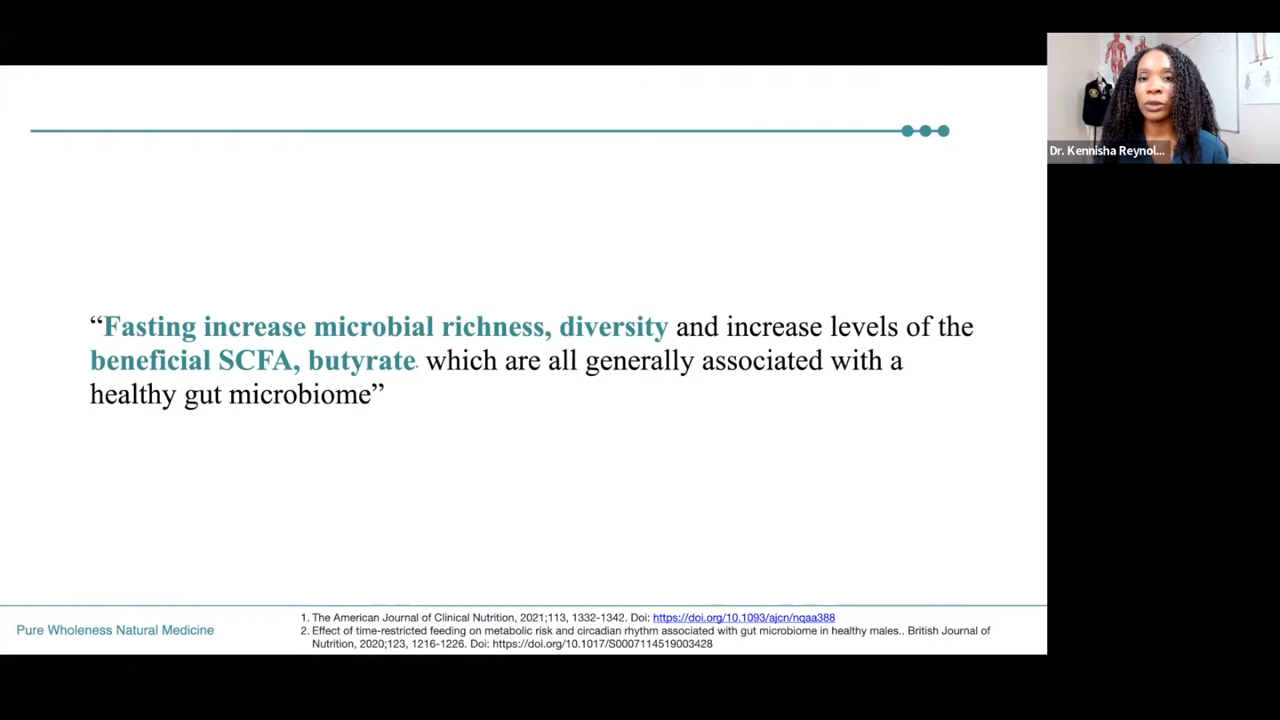 Dr. Kennisha Reynol...
“Fasting increase microbial richness, diversity and increase levels of the
beneficial SCFA, butyrate. which are all generally associated with a
healthy gut microbiome”
Pure Wholeness Natural Medicine
1. The American Journal of Clinical Nutrition, 2021;113, 1332-1342. Doi: https://doi.org/10.1093/ajcn/nqaa388
2. Effect of time-restricted feeding on metabolic risk and circadian rhythm associated with gut microbiome in healthy males.. British Journal of
Nutrition, 2020;123, 1216-1226. Doi: https://doi.org/10.1017/S0007114519003428